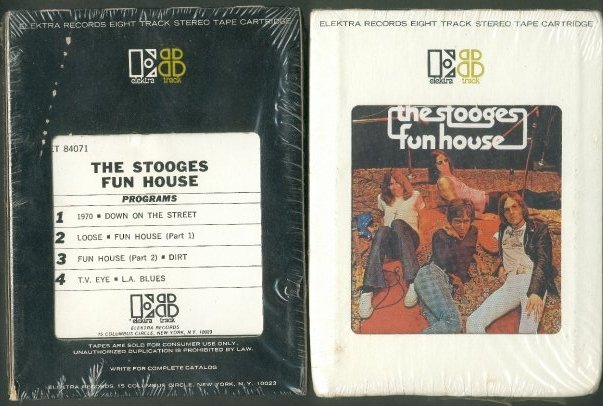 ELEKTRA RECORDS EIGHT TRACK STEREO TAPE CARTRIDGE
elektra track
ET 84071
THE STOOGES
FUN HOUSE
PROGRAMS
1 1970 ■ DOWN ON THE STREET
2 LOOSE ■ FUN HOUSE (Part 1)
3 FUN HOUSE (Part 2) ■ DIRT
4 T.V. EYE ■ L.A. BLUES
elektra track
ELEKTRA RECORDS
15 COLUMBUS CIRCLE, NEW YORK, N.Y. 10023
TAPES ARE SOLD FOR CONSUMER USE ONLY.
UNAUTHORIZED DUPLICATION IS PROHIBITED BY LAW.
WRITE FOR COMPLETE CATALOG
ELEKTRA RECORDS, 15 COLUMBUS CIRCLE, NEW YORK, N.Y. 10023
ELEKTRA RECORDS EIGHT TRACK STEREO TAPE CARTRIDGE
elektra track
the stooges
fun house